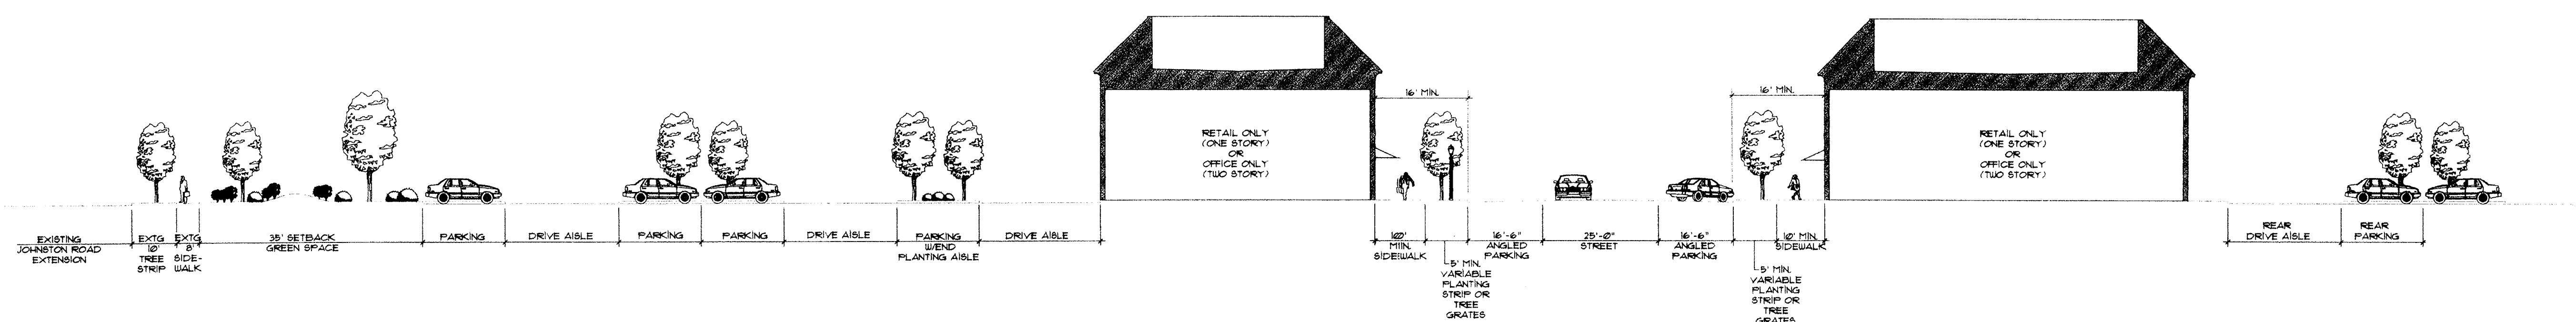 EXISTING
JOHNSTON ROAD
EXTENSION
EXTG
10'
TREE
STRIP
EXTG
8'
SIDE-
WALK
35' SETBACK
GREEN SPACE
PARKING
DRIVE AISLE
PARKING
PARKING
DRIVE AISLE
PARKING
W/END
PLANTING AISLE
DRIVE AISLE
RETAIL ONLY
(ONE STORY)
OR
OFFICE ONLY
(TWO STORY)
16' MIN.
10'
MIN.
SIDEWALK
5' MIN.
VARIABLE
PLANTING
STRIP OR
TREE
GRATES
16'-6"
ANGLED
PARKING
25'-0"
STREET
16'-6"
ANGLED
PARKING
16' MIN.
5' MIN.
VARIABLE
PLANTING
STRIP OR
TREE
GRATES
10' MIN.
SIDEWALK
RETAIL ONLY
(ONE STORY)
OR
OFFICE ONLY
(TWO STORY)
REAR
DRIVE AISLE
REAR
PARKING